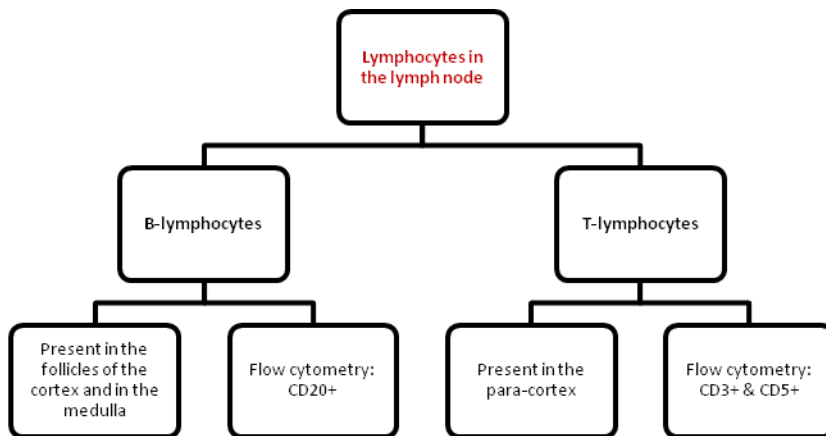 Lymphocytes in
the lymph node
B-lymphocytes
T-lymphocytes
Present in the
follicles of the
cortex and in the
medulla
Flow cytometry:
CD20+
Present in the
para-cortex
Flow cytometry:
CD3+ & CD5+